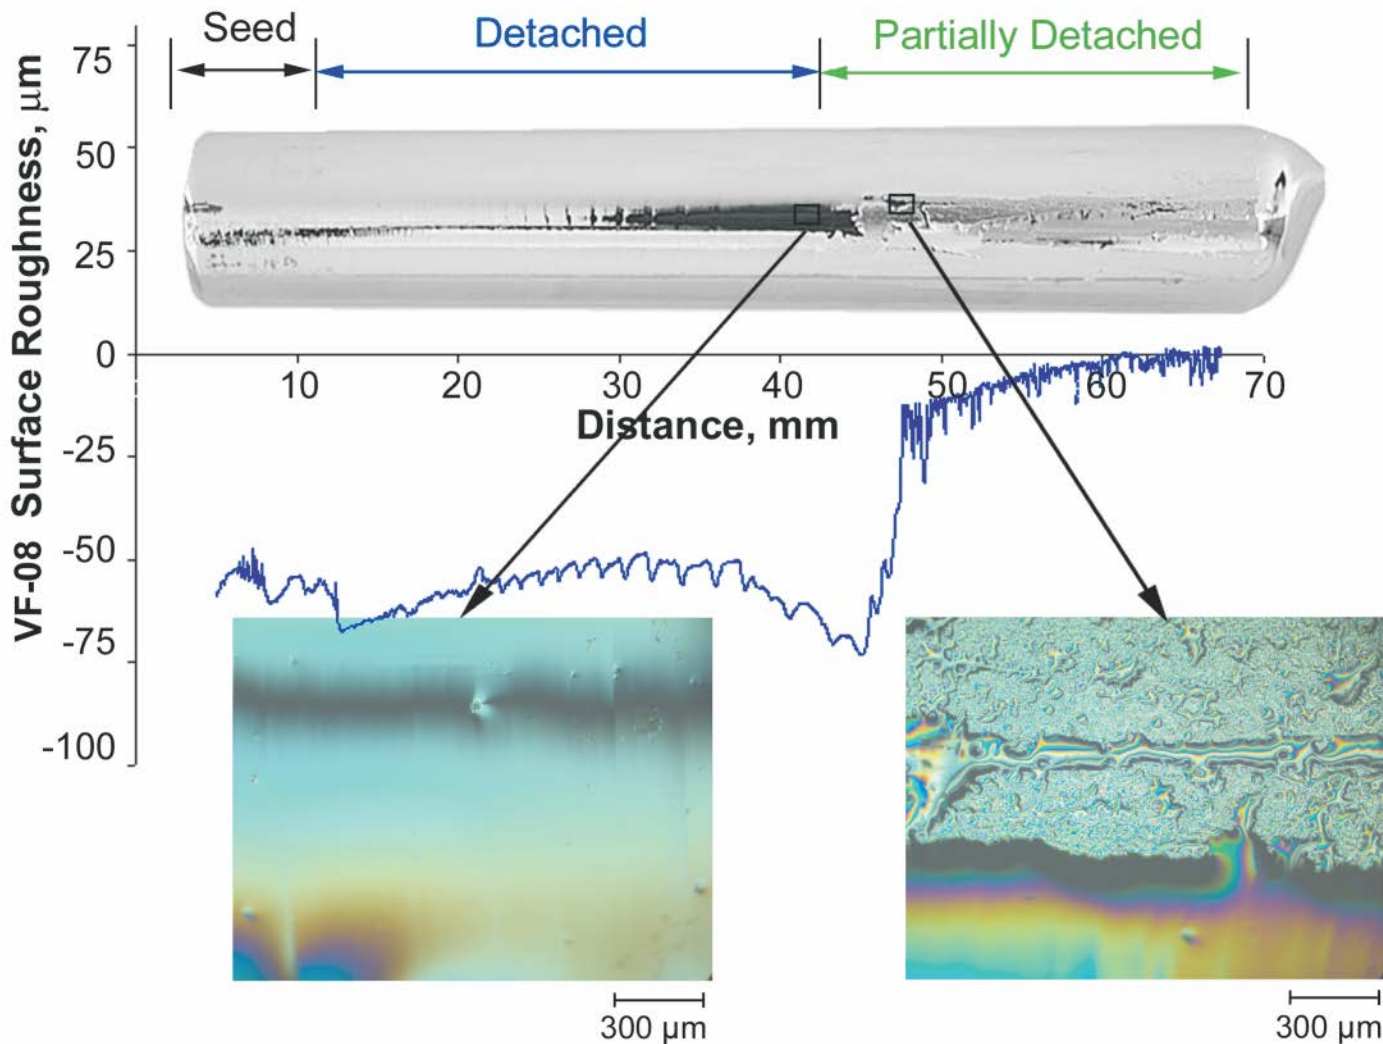 Seed
Detached
Partially Detached
VF-08 Surface Roughness, μm
75
50
25
0
-25
-50
-75
-100
10
20
30
40
50
60
70
Distance, mm
300 μm
300 μm